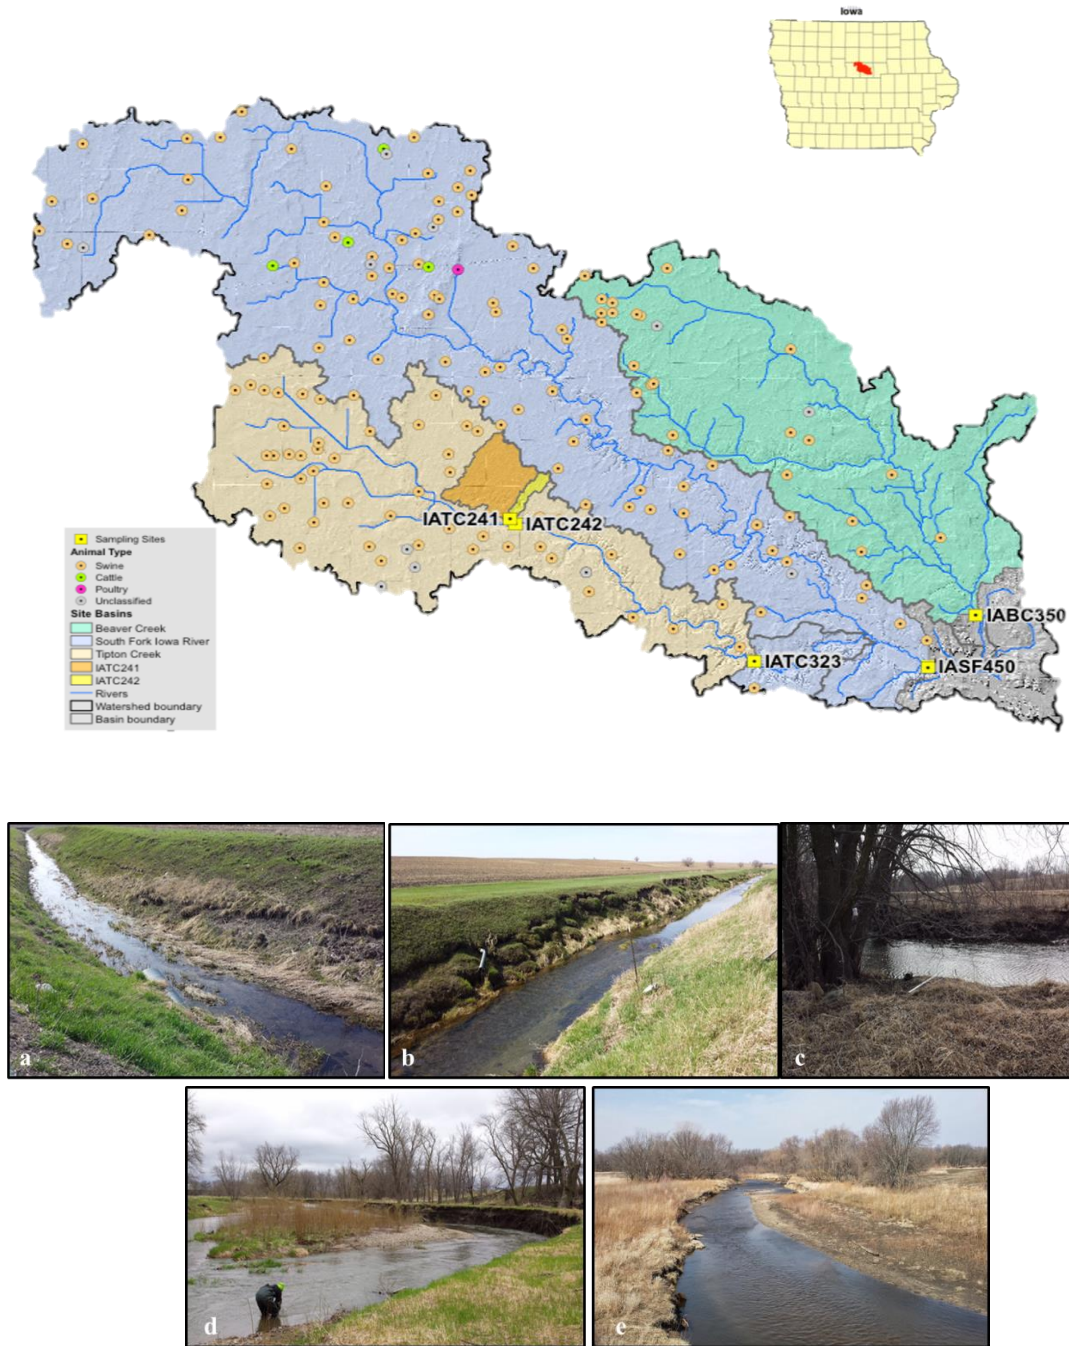 Iowa
IATC241
IATC242
Sampling Sites
Animal Type
Swine
Cattle
Poultry
Unclassified
Site Basins
Beaver Creek
South Fork Iowa River
Tipton Creek
IATC241
IATC242
Rivers
Watershed boundary
Basin boundary
IABC350
IATC323
IASF450
a
b
c
d
e